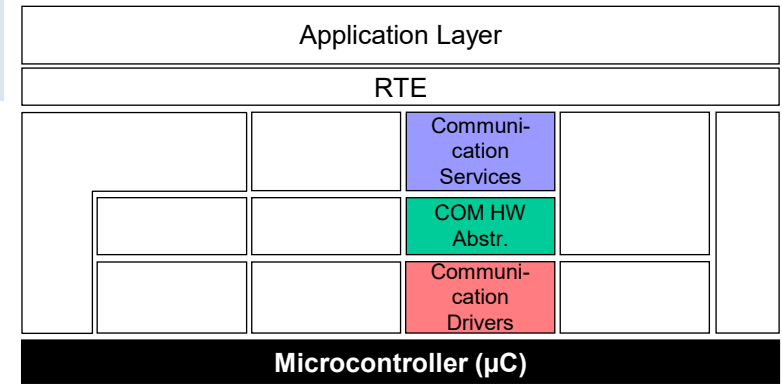 Application Layer
RTE
Communi-
cation
Services
COM HW
Abstr.
Communi-
cation
Drivers
Microcontroller (µC)